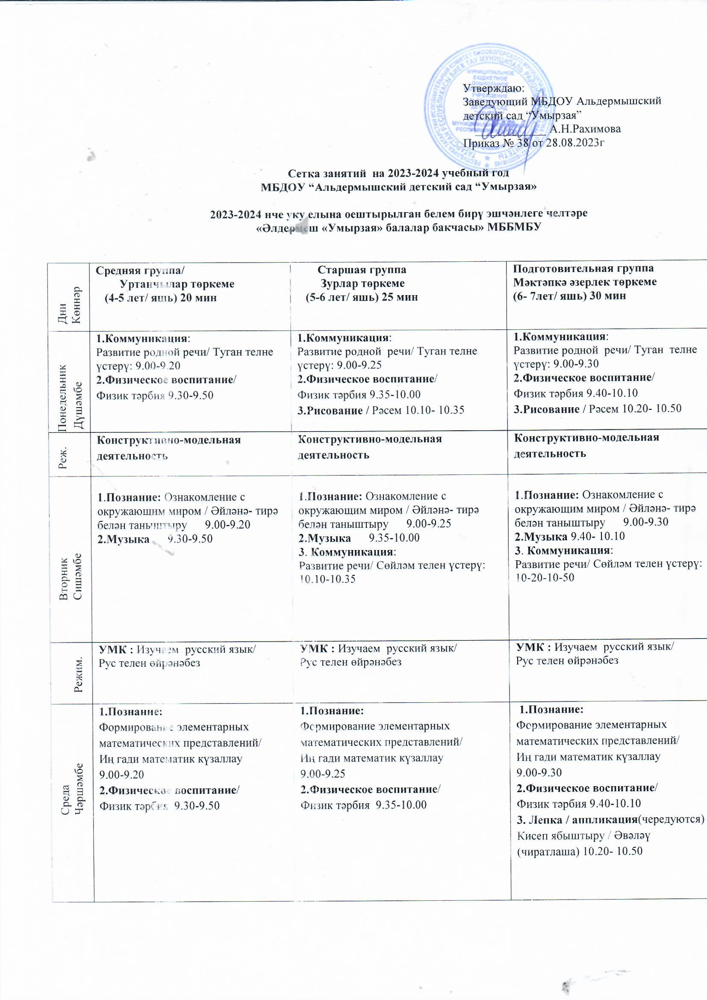 Утверждаю:
Заведующий МБДОУ Альдермышский
детский сад “Умырзая”
А.Н.Рахимова
Приказ № 38 от 28.08.2023г
Сетка занятий на 2023-2024 учебный год
МБДОУ “Альдермышский детский сад “Умырзая»
2023-2024 нче уку елына оештырылган белем бирү эшчәнлеге челтәре
«Әлдермеш «Умырзая» балалар бакчасы» МББМБУ
Дни
Көннәр
Средняя группа/
Уртанчылар төркеме
(4-5 лет/ яшь) 20 мин
Старшая группа
Зурлар төркеме
(5-6 лет/ яшь) 25 мин
Подготовительная группа
Мәктәпкә әзерлек төркеме
(6- 7лет/ яшь) 30 мин
Понедельник
Дүшәмбе
1.Коммуникация:
Развитие родной речи/ Туган телне
үстерү: 9.00-9.20
2.Физическое воспитание/
Физик тәрбия 9.30-9.50
1.Коммуникация:
Развитие родной речи/ Туган телне
үстерү: 9.00-9.25
2.Физическое воспитание/
Физик тәрбия 9.35-10.00
3.Рисование / Рәсем 10.10- 10.35
1.Коммуникация:
Развитие родной речи/ Туган телне
үстерү: 9.00-9.30
2.Физическое воспитание/
Физик тәрбия 9.40-10.10
3.Рисование / Рәсем 10.20- 10.50
Реж.
Конструктивно-модельная
деятельность
Конструктивно-модельная
деятельность
Конструктивно-модельная
деятельность
Вторник
Сишәмбе
1.Познание: Ознакомление с
окружаюшим миром / Әйләнә- тирә
белән таныштыру 9.00-9.20
2.Музыка 9.30-9.50
1.Познание: Ознакомление с
окружающим миром / Әйләнә- тирә
белән таныштыру 9.00-9.25
2.Музыка 9.35-10.00
3. Коммуникация:
Развитие речи/ Сөйләм телен үстерү:
10.10-10.35
1.Познание: Ознакомление с
окружающим миром / Әйләнә- тирә
белән таныштыру 9.00-9.30
2.Музыка 9.40- 10.10
3. Коммуникация:
Развитие речи/ Сөйләм телен үстерү:
10-20-10-50
Режим.
УМК : Изучаем русский язык/
Рус телен өйрәнәбез
УМК : Изучаем русский язык/
Рус телен өйрәнәбез
УМК : Изучаем русский язык/
Рус телен өйрәнәбез
Среда
Чәршәмбе
1.Познание:
Формирование элементарных
математических представлений/
Иң гади математик күзаллау
9.00-9.20
2.Физическое воспитание/
Физик тәрбия 9.30-9.50
1.Познание:
Формирование элементарных
математических представлений/
Иң гади математик күзаллау
9.00-9.25
2.Физическое воспитание/
Физик тәрбия 9.35-10.00
1.Познание:
Формирование элементарных
математических представлений/
Иң гади математик күзаллау
9.00-9.30
2.Физическое воспитание/
Физик тәрбия 9.40-10.10
3. Лепка / аппликация(чередуются)
Кисеп ябыштыру / Әвәләү
(чиратлаша) 10.20- 10.50